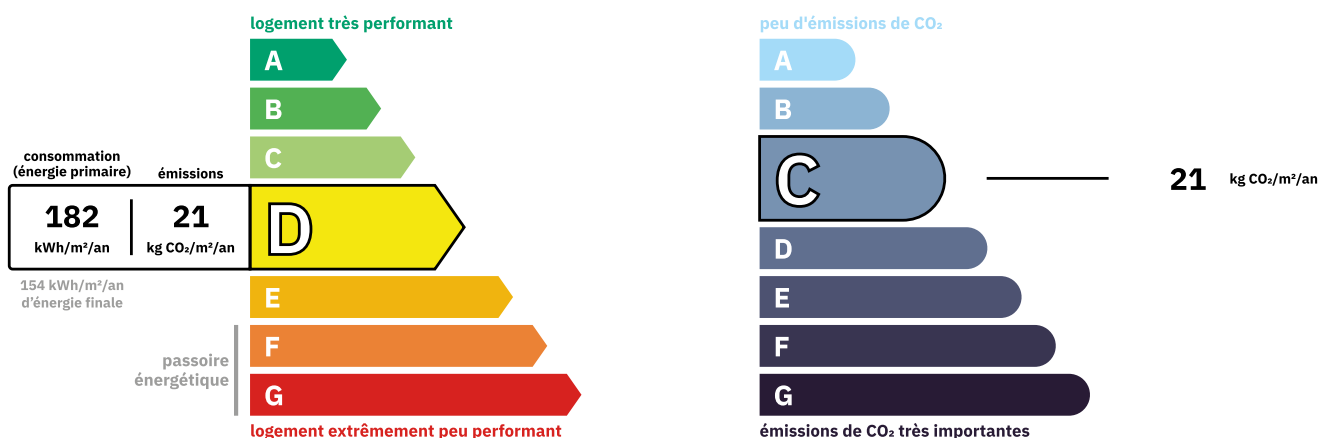 logement très performant
A
B
C
consommation
(énergie primaire)
émissions
182
kWh/m²/an
21
kg CO₂/m²/an
D
154 kWh/m²/an
d'énergie finale
E
passoire
énergétique
F
G
logement extrêmement peu performant
peu d'émissions de CO₂
A
B
C
21 kg CO₂/m²/an
D
E
F
G
émissions de CO₂ très importantes